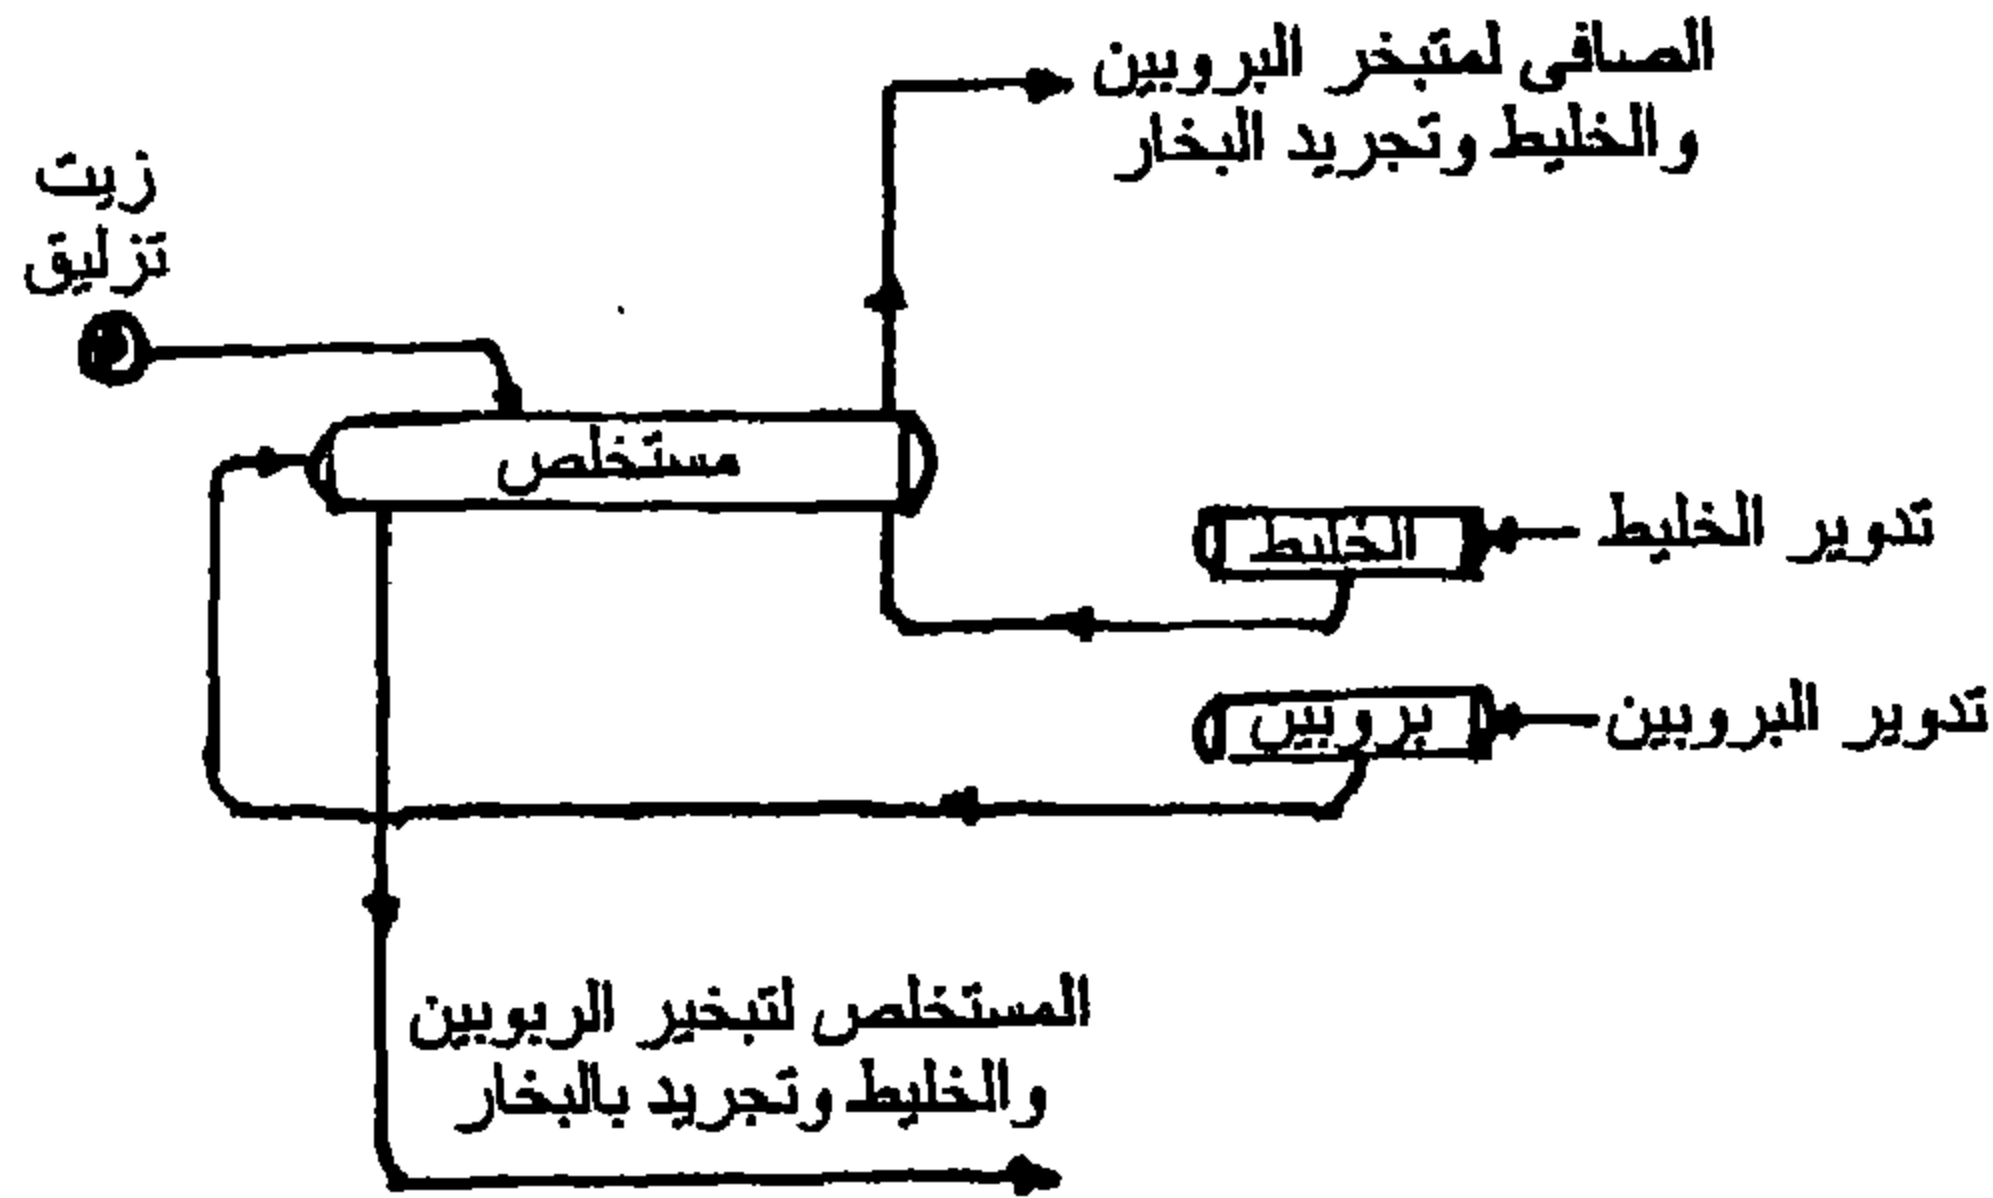 الصافى لمتبخر البروبين
والخليط وتجريد البخار
زيت
تزليق
مستخلص
الخليط
تدوير الخليط
بروبين
تدوير البروبين
المستخلص لتبخير الربوبين
والخليط وتجريد بالبخار